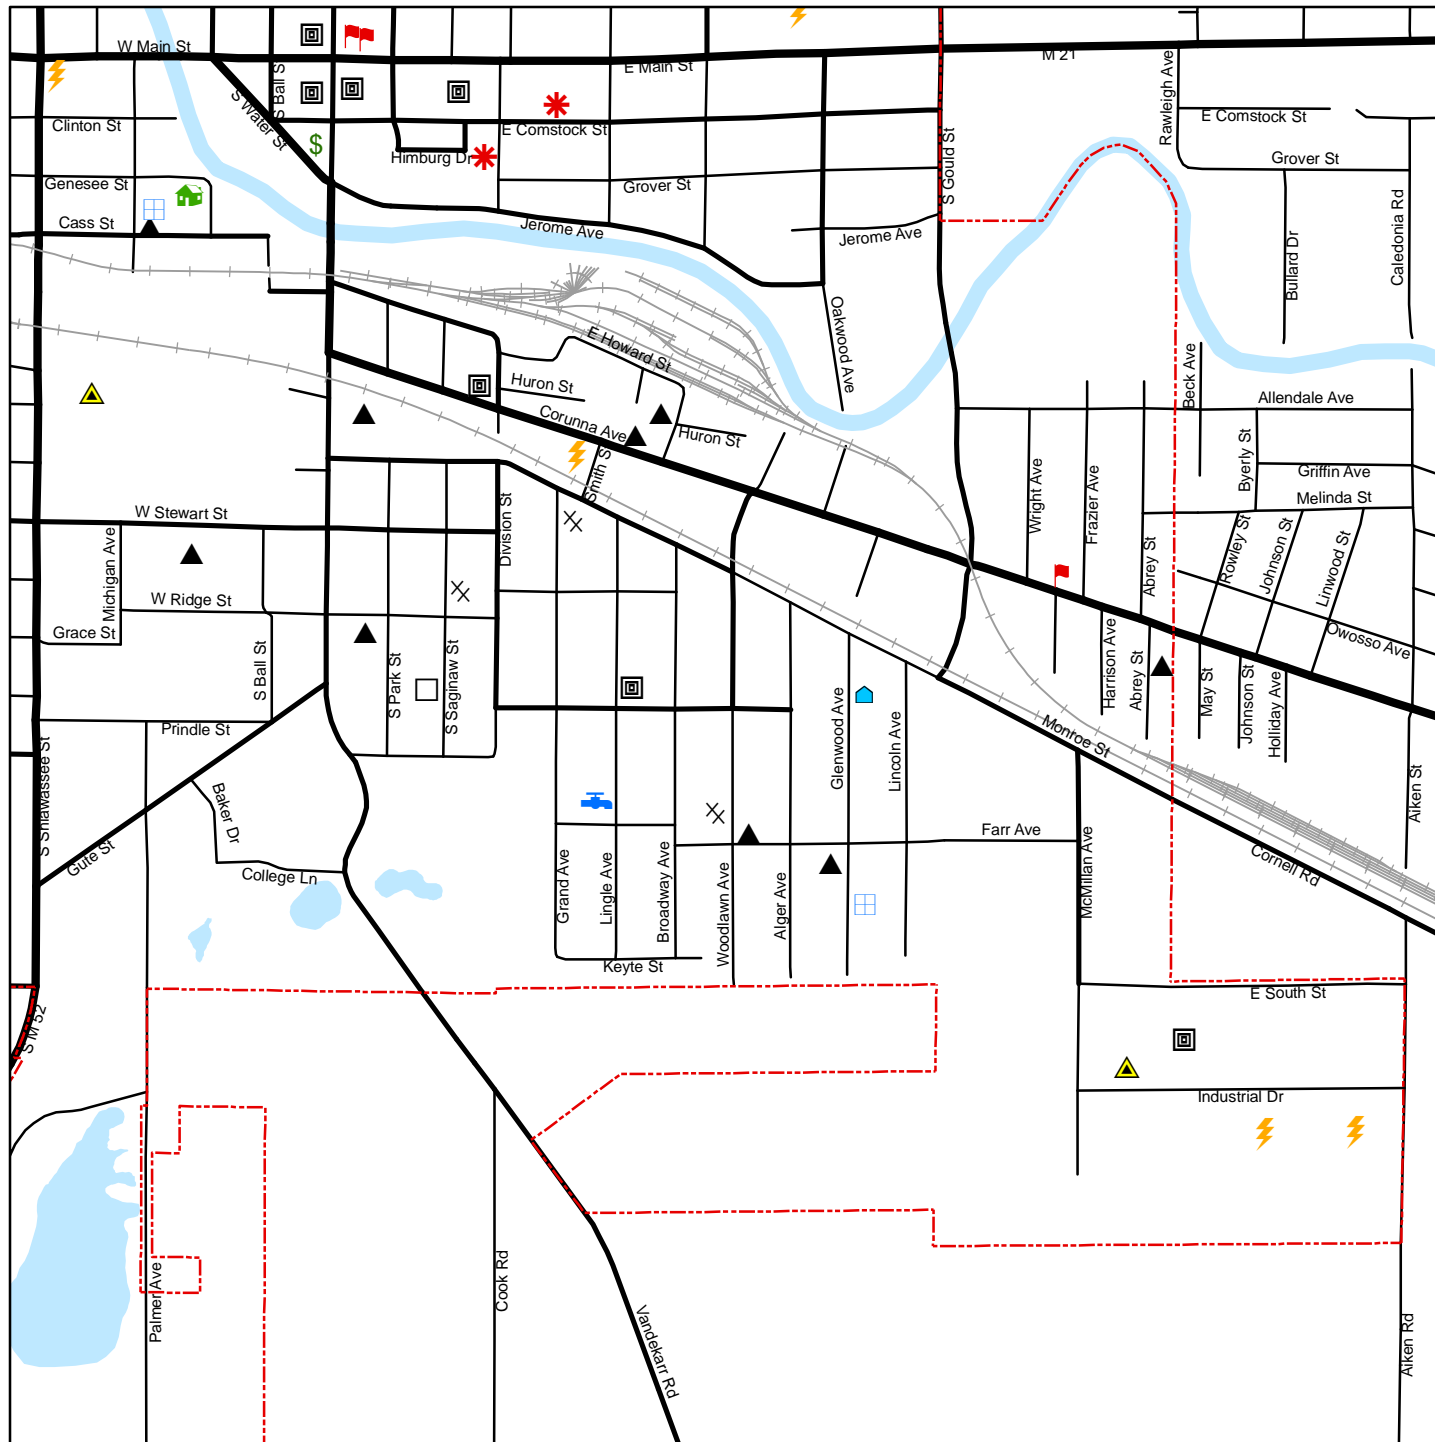 W Main St
E Main St
M 21
S Ball S
S Water St
Clinton St
E Comstock St
Himburg Dr
$
Rawleigh Ave
E Comstock St
Grover St
Genesee St
Grover St
S Gould St
Cass St
Jerome Ave
Jerome Ave
Bullard Dr
Caledonia Rd
Oakwood Ave
E Howard St
Huron St
Corunna Ave
Huron St
Beck Ave
Allendale Ave
Smith S
Wright Ave
Frazier Ave
Byerly St
Griffin Ave
Melinda St
W Stewart St
Michigan Ave
Division St
Abrey St
Rowley St
Johnson St
Linwood St
W Ridge St
Grace St
Owosso Ave
S Ball St
S Park St
S Saginaw St
Harrison Ave
Abrey St
May St
Johnson St
Holliday Ave
Prindle St
Glenwood Ave
Lincoln Ave
Monroe St
S Shiawassee St
Baker Dr
Gute St
College Ln
Aiken St
Farr Ave
Cornell Rd
Grand Ave
Lingle Ave
Broadway Ave
Woodlawn Ave
Alger Ave
McMillan Ave
Keyte St
E South St
S M 52
Industrial Dr
Palmer Ave
Cook Rd
Vandekarr Rd
Aiken Rd